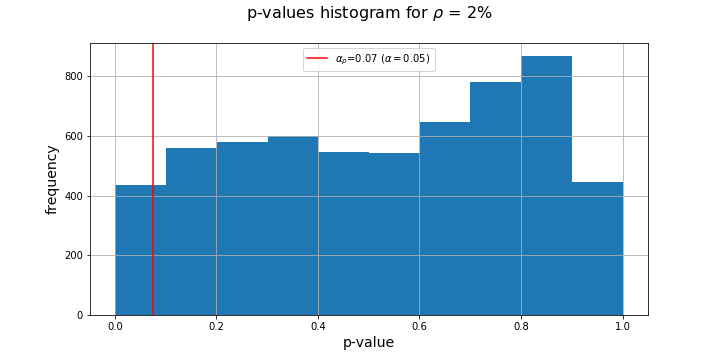 p-values histogram for ρ = 2%
α_ρ=0.07 (α = 0.05)
800
600
400
200
0
frequency
0.0 0.2 0.4 0.6 0.8 1.0
p-value